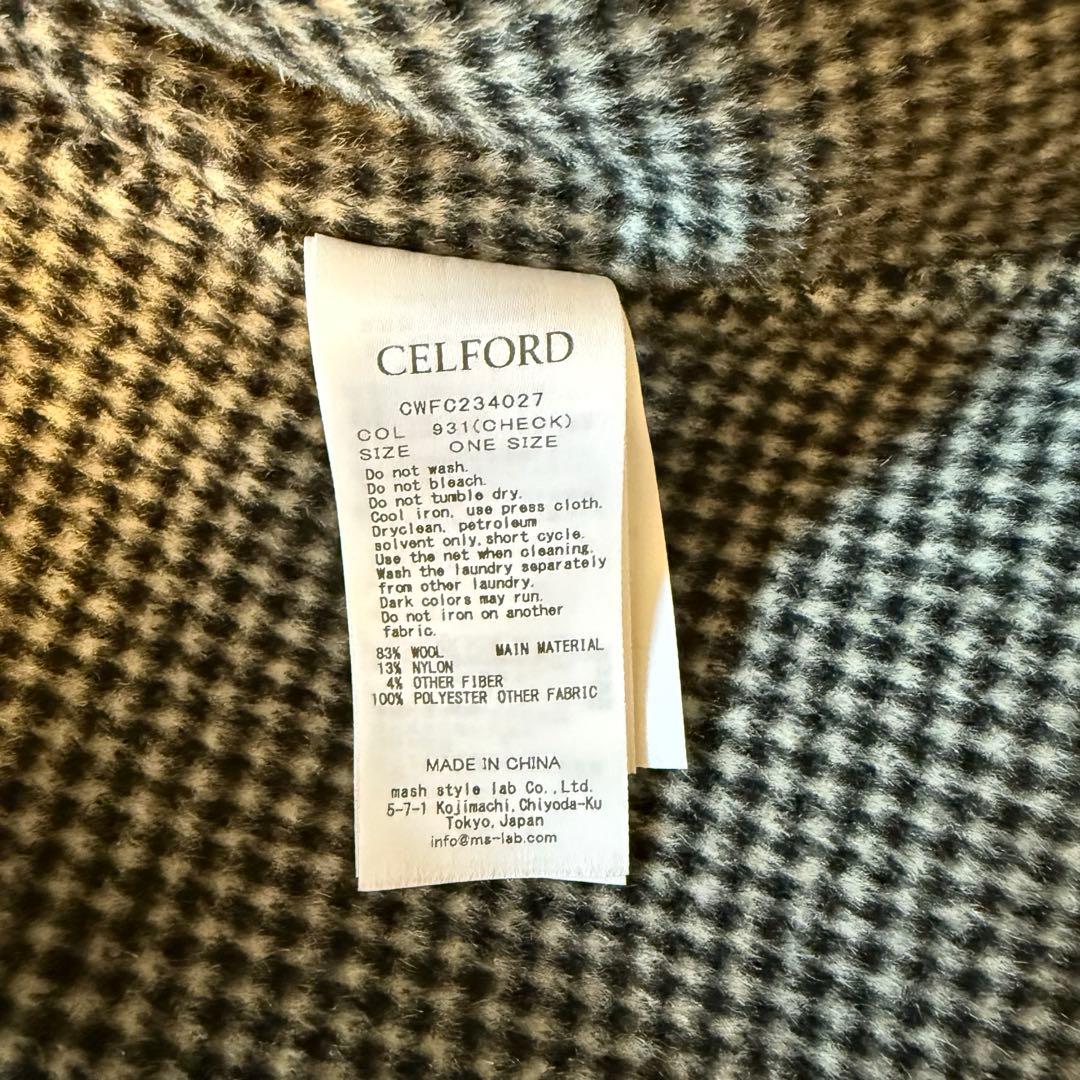 CELFORD
CWFC234027
COL 931(CHECK)
SIZE ONE SIZE
Do not wash.
Do not bleach.
Do not tumble dry.
Cool iron, use press cloth.
Dryclean, petroleum
solvent only,short cycle.
Use the net when cleaning.
Wash the laundry separately
from other laundry.
Dark colors may run.
Do not iron on another
fabric.
83% WOOL MAIN MATERIAL
13% NYLON
4% OTHER FIBER
100% POLYESTER OTHER FABRIC
MADE IN CHINA
mash style lab Co.,Ltd.
5-7-1 Kojimachi,Chiyoda-Ku
Tokyo,Japan
info@ms-lab.com